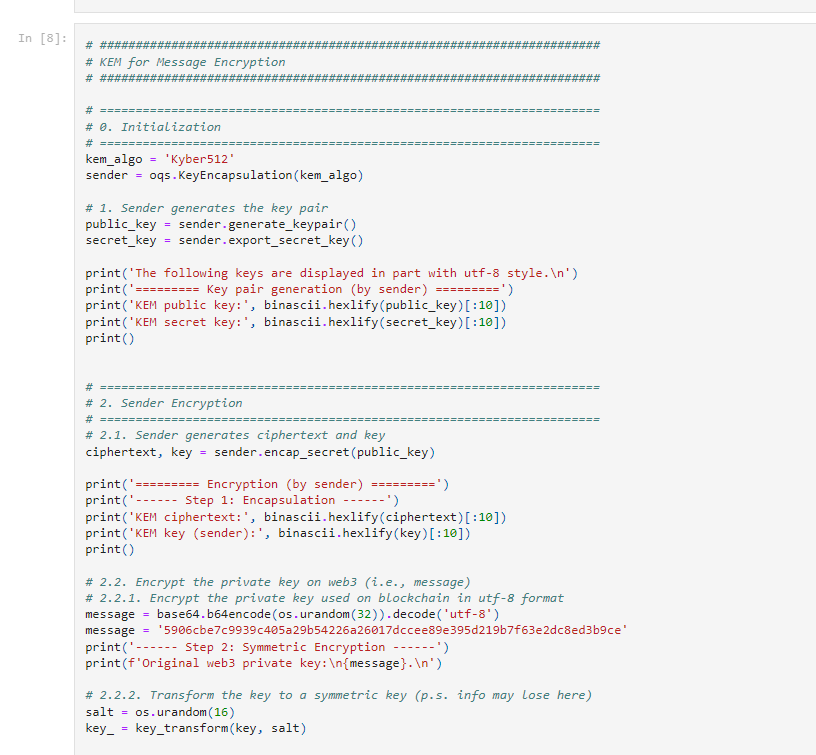 In [8]:
# ######################################################################
# KEM for Message Encryption
# ######################################################################
# ======================================================================
# 0. Initialization
# ======================================================================
kem_algo = 'Kyber512'
sender = oqs.KeyEncapsulation(kem_algo)
# 1. Sender generates the key pair
public_key = sender.generate_keypair()
secret_key = sender.export_secret_key()
print('The following keys are displayed in part with utf-8 style.\n')
print('========= Key pair generation (by sender) =========')
print('KEM public key:', binascii.hexlify(public_key)[:10])
print('KEM secret key:', binascii.hexlify(secret_key)[:10])
print()
# ======================================================================
# 2. Sender Encryption
# ======================================================================
# 2.1. Sender generates ciphertext and key
ciphertext, key = sender.encap_secret(public_key)
print('========= Encryption (by sender) =========')
print('------ Step 1: Encapsulation ------')
print('KEM ciphertext:', binascii.hexlify(ciphertext)[:10])
print('KEM key (sender):', binascii.hexlify(key)[:10])
print()
# 2.2. Encrypt the private key on web3 (i.e., message)
# 2.2.1. Encrypt the private key used on blockchain in utf-8 format
message = base64.b64encode(os.urandom(32)).decode('utf-8')
message = '5906cbe7c9939c405a29b54226a26017dccee89e395d219b7f63e2dc8ed3b9ce'
print('------ Step 2: Symmetric Encryption ------')
print(f'Original web3 private key:\n{message}.\n')
# 2.2.2. Transform the key to a symmetric key (p.s. info may lose here)
salt = os.urandom(16)
key_ = key_transform(key, salt)